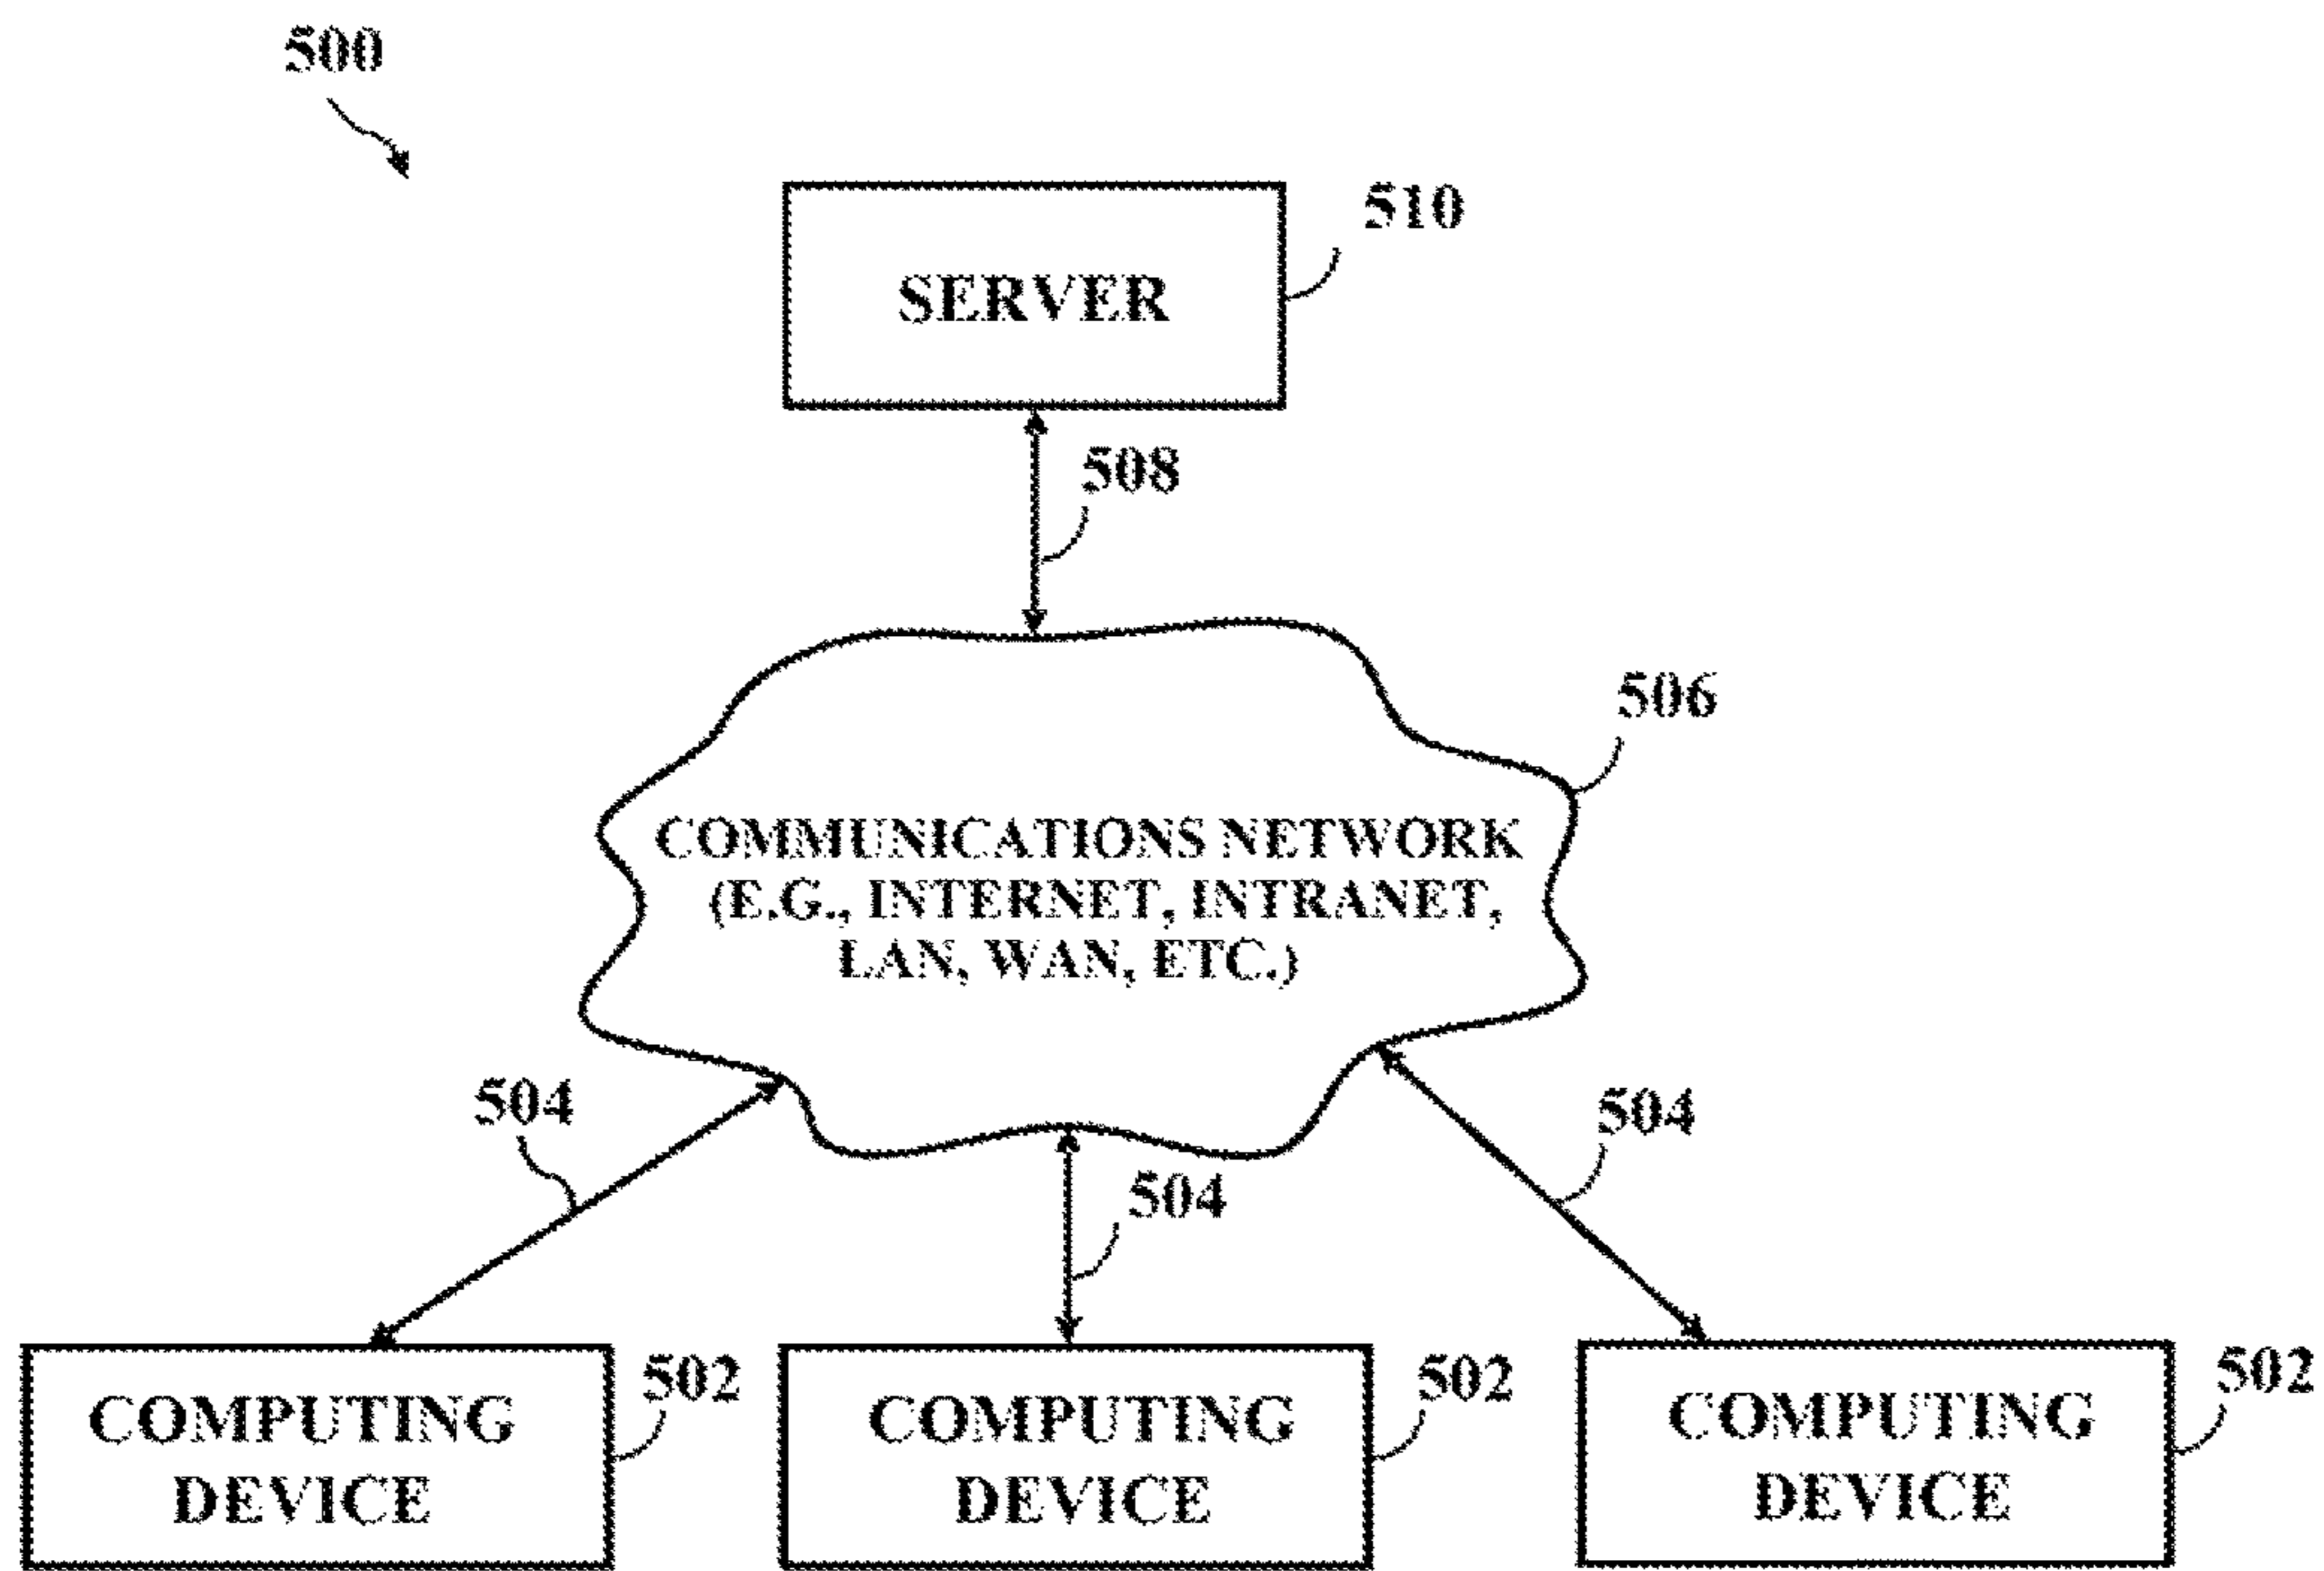 500
510
SERVER
508
506
COMMUNICATIONS NETWORK
(E.G., INTERNET, INTRANET,
LAN, WAN, ETC.)
504
504
504
502
502
502
COMPUTING
DEVICE
COMPUTING
DEVICE
COMPUTING
DEVICE